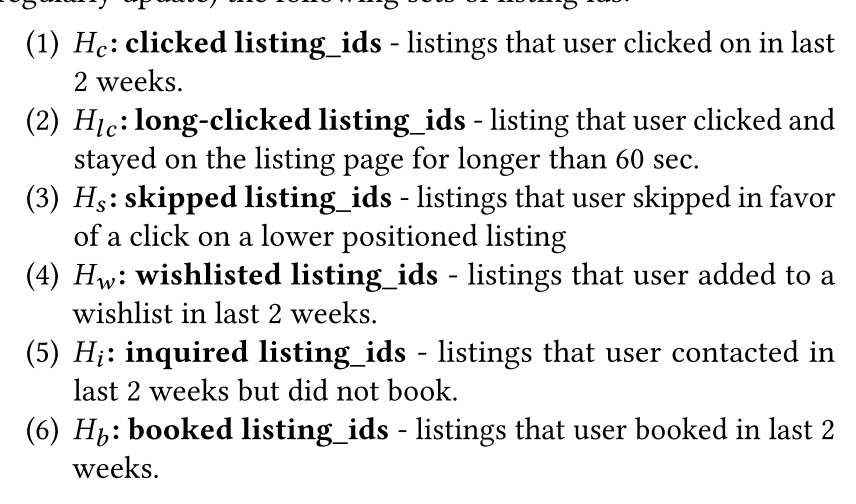 regularly update) the following sets of listing ids:
(1) H_c: clicked listing_ids - listings that user clicked on in last
2 weeks.
(2) H_lc: long-clicked listing_ids - listing that user clicked and
stayed on the listing page for longer than 60 sec.
(3) H_s: skipped listing_ids - listings that user skipped in favor
of a click on a lower positioned listing
(4) H_w: wishlisted listing_ids - listings that user added to a
wishlist in last 2 weeks.
(5) H_i: inquired listing_ids - listings that user contacted in
last 2 weeks but did not book.
(6) H_b: booked listing_ids - listings that user booked in last 2
weeks.